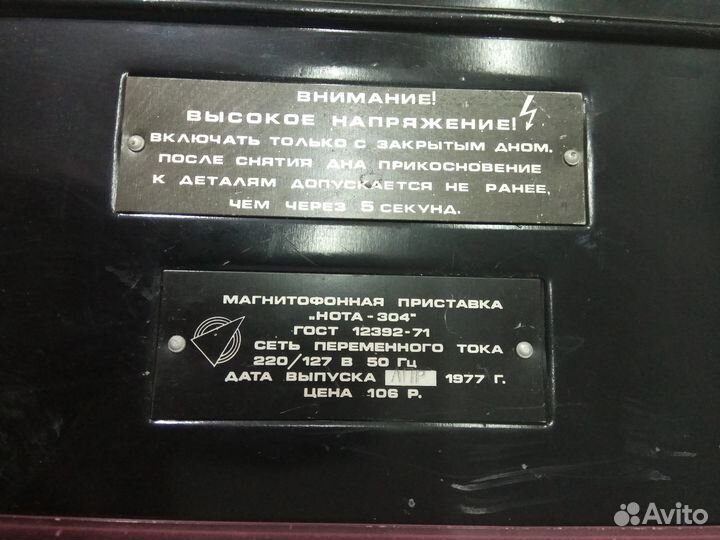 ВНИМАНИЕ!
ВЫСОКОЕ НАПРЯЖЕНИЕ!
ВКЛЮЧАТЬ ТОЛЬКО С ЗАКРЫТЫМ ДНОМ.
ПОСЛЕ СНЯТИЯ ДНА ПРИКОСНОВЕНИЕ
К ДЕТАЛЯМ ДОПУСКАЕТСЯ НЕ РАНЕЕ,
ЧЕМ ЧЕРЕЗ 5 СЕКУНД.
МАГНИТОФОННАЯ ПРИСТАВКА
„НОТА-304"
ГОСТ 12392-71
СЕТЬ ПЕРЕМЕННОГО ТОКА
220/127 В 50 Гц
ДАТА ВЫПУСКА АПР 1977 Г.
ЦЕНА 106 Р.
Avito